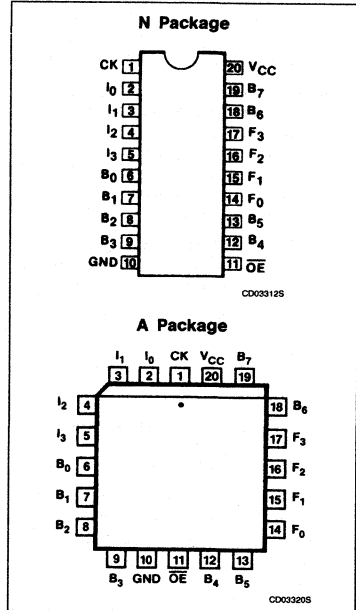 N Package
CK 1 20 VCC
I0 2 19 B7
I1 3 18 B6
I2 4 17 F3
I3 5 16 F2
B0 6 15 F1
B1 7 14 F0
B2 8 13 B5
B3 9 12 B4
GND 10 11 O̅E̅
CD03312S
A Package
I1 I0 CK VCC B7
3 2 1 20 19
I2 4 18 B6
I3 5 17 F3
B0 6 16 F2
B1 7 15 F1
B2 8 14 F0
9 10 11 12 13
B3 GND O̅E̅ B4 B5
CD03320S